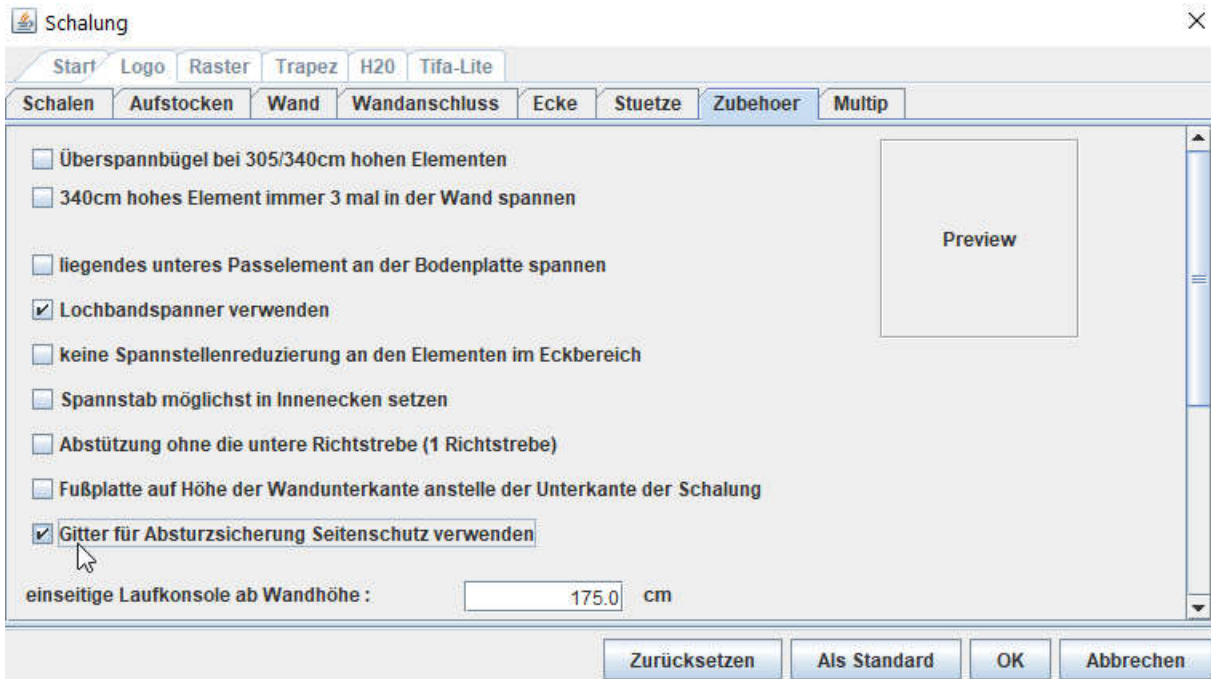 Schalung
Start Logo Raster Trapez H20 Tifa-Lite
Schalen Aufstocken Wand Wandanschluss Ecke Stuetze Zubehoer Multip
Überspannbügel bei 305/340cm hohen Elementen
340cm hohes Element immer 3 mal in der Wand spannen
Preview
liegendes unteres Passelement an der Bodenplatte spannen
Lochbandspanner verwenden
keine Spannstellenreduzierung an den Elementen im Eckbereich
Spannstab möglichst in Innenecken setzen
Abstützung ohne die untere Richtstrebe (1 Richtstrebe)
Fußplatte auf Höhe der Wandunterkante anstelle der Unterkante der Schalung
Gitter für Absturzsicherung Seitenschutz verwenden
einseitige Laufkonsole ab Wandhöhe : 175.0 cm
Zurücksetzen Als Standard OK Abbrechen